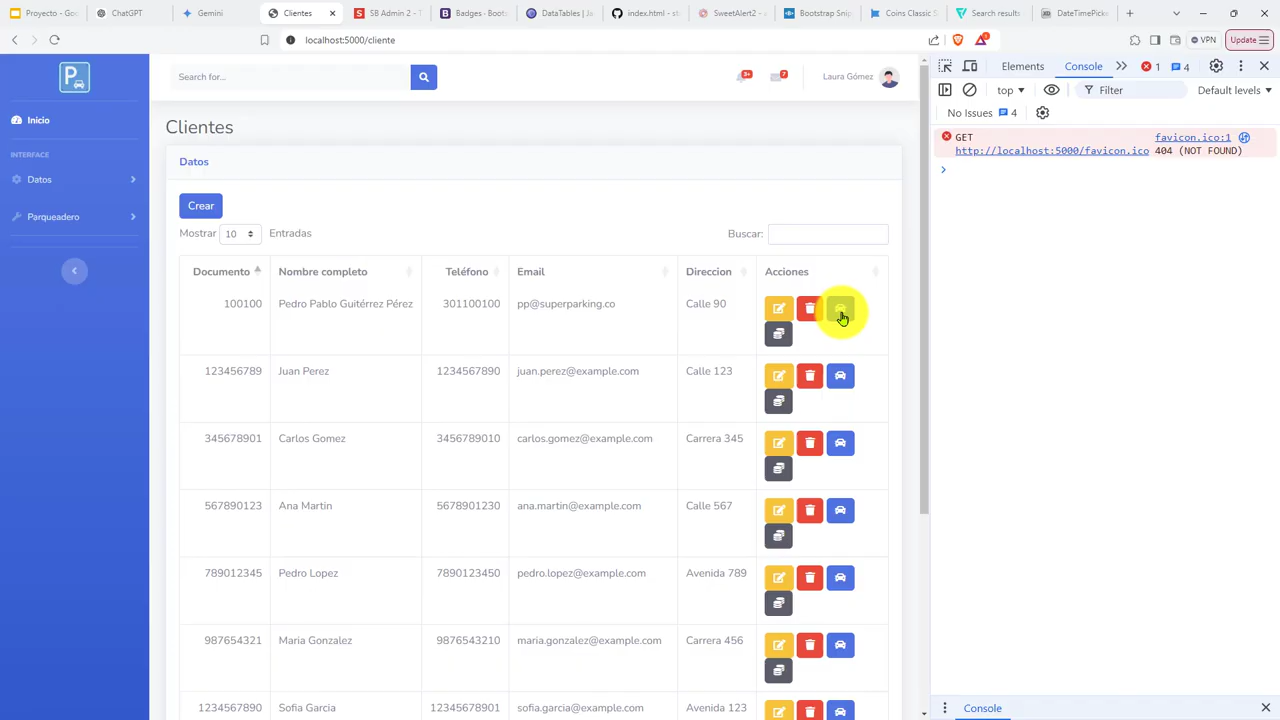 Proyecto - Goo
ChatGPT
Gemini
Clientes
SB Admin 2 - T
Badges · Boots
DataTables | Ja
index.html - st
SweetAlert2 - a
Bootstrap Snip
Coins Classic S
Search results
DateTimePicke
localhost:5000/cliente
VPN
Update
P
Inicio
INTERFACE
Datos
Parqueadero
Search for...
3+
7
Laura Gómez
Clientes
Datos
Crear
Mostrar 10 Entradas
Buscar:
Documento Nombre completo Teléfono Email Direccion Acciones
100100 Pedro Pablo Guitérrez Pérez 301100100 pp@superparking.co Calle 90
123456789 Juan Perez 1234567890 juan.perez@example.com Calle 123
345678901 Carlos Gomez 3456789010 carlos.gomez@example.com Carrera 345
567890123 Ana Martin 5678901230 ana.martin@example.com Calle 567
789012345 Pedro Lopez 7890123450 pedro.lopez@example.com Avenida 789
987654321 Maria Gonzalez 9876543210 maria.gonzalez@example.com Carrera 456
1234567890 Sofia Garcia 12345678901 sofia.garcia@example.com Avenida 123
Elements Console 1 4
top Filter Default levels
No Issues 4
GET favicon.ico:1
http://localhost:5000/favicon.ico 404 (NOT FOUND)
Console